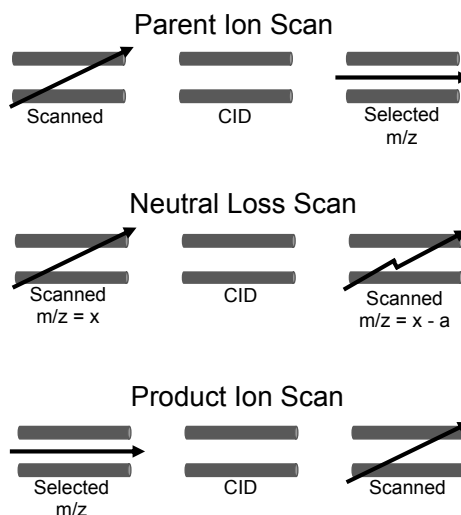 Parent Ion Scan
Scanned CID Selected
m/z
Neutral Loss Scan
Scanned CID Scanned
m/z = x m/z = x - a
Product Ion Scan
Selected CID Scanned
m/z